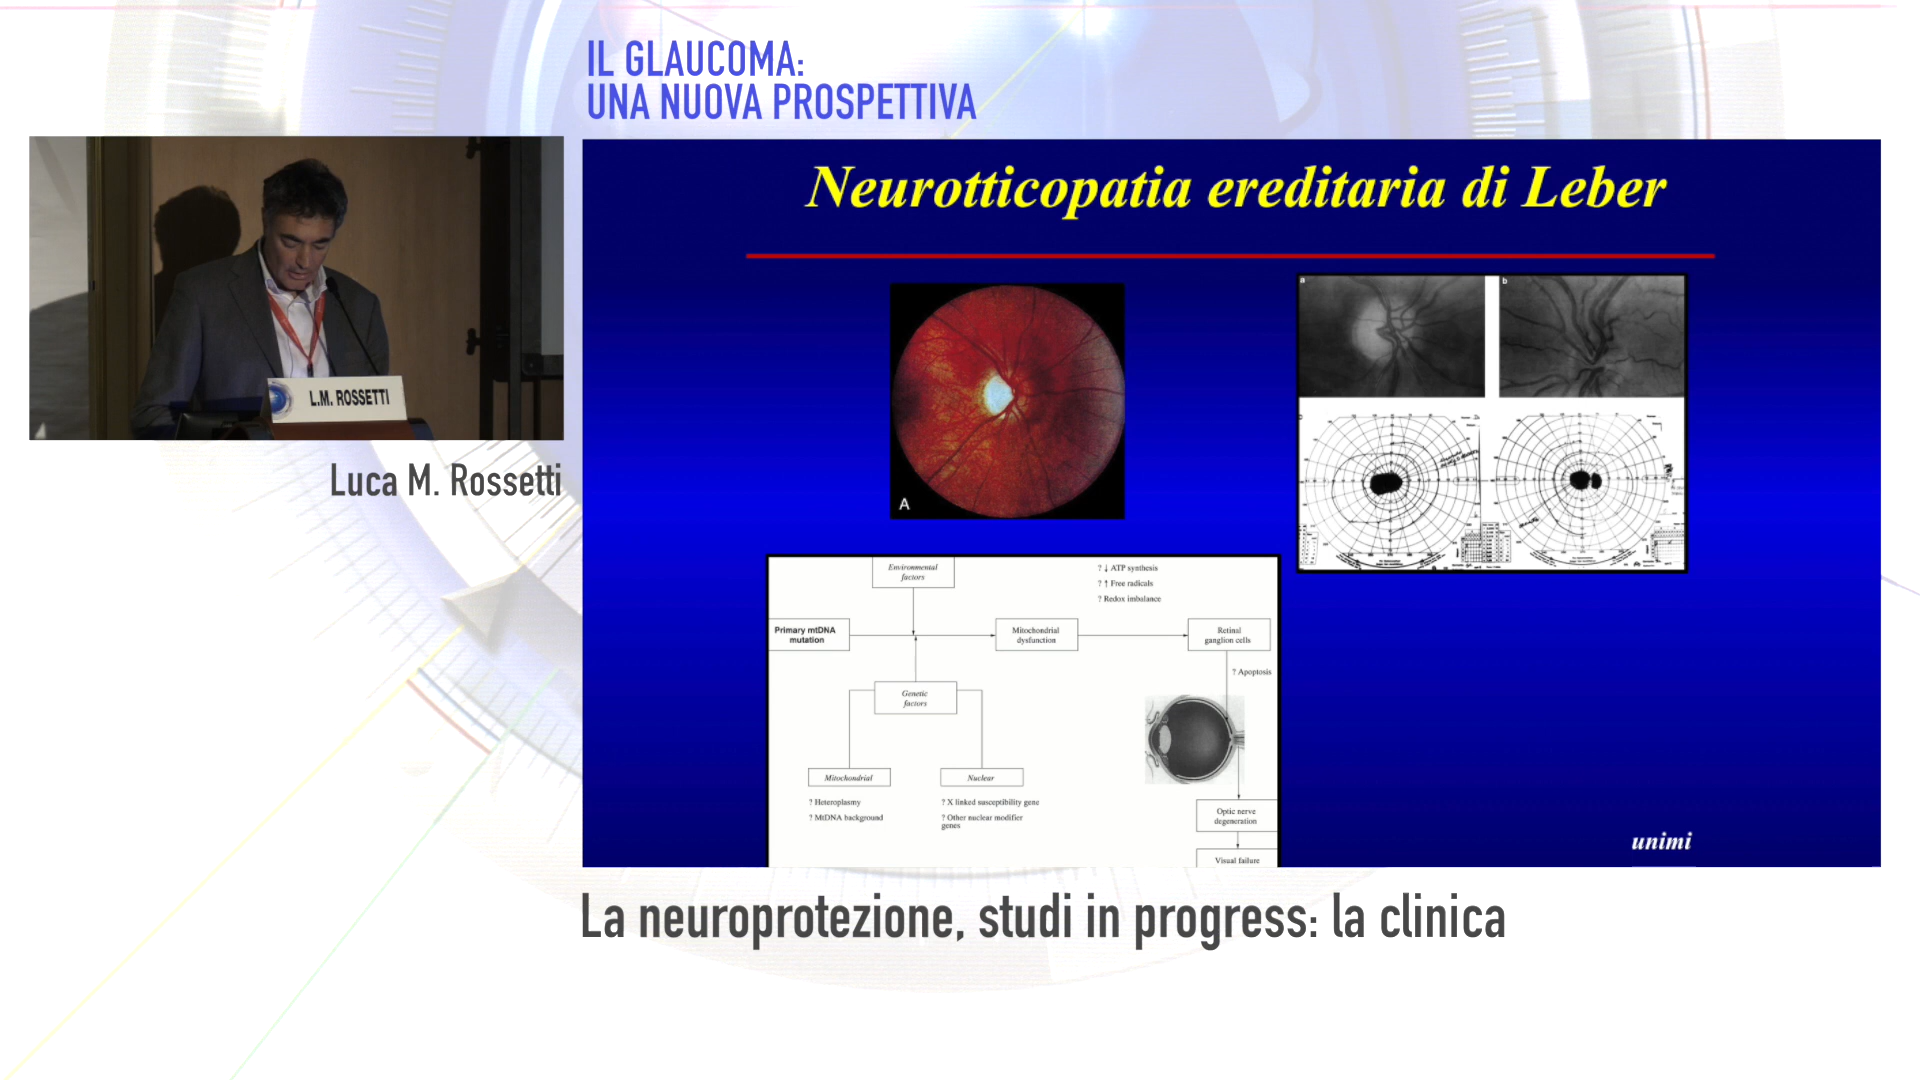 IL GLAUCOMA:
UNA NUOVA PROSPETTIVA
L.M. ROSSETTI
Luca M. Rossetti
Neurotticopatia ereditaria di Leber
A
a
b
Environmental
factors
? ↓ ATP synthesis
? ↑ Free radicals
? Redox imbalance
Primary mtDNA
mutation
Mitochondrial
dysfunction
Retinal
ganglion cells
? Apoptosis
Genetic
factors
Mitochondrial
Nuclear
? Heteroplasmy
? MtDNA background
? X linked susceptibility gene
? Other nuclear modifier
genes
Optic nerve
degeneration
Visual failure
unimi
La neuroprotezione, studi in progress: la clinica